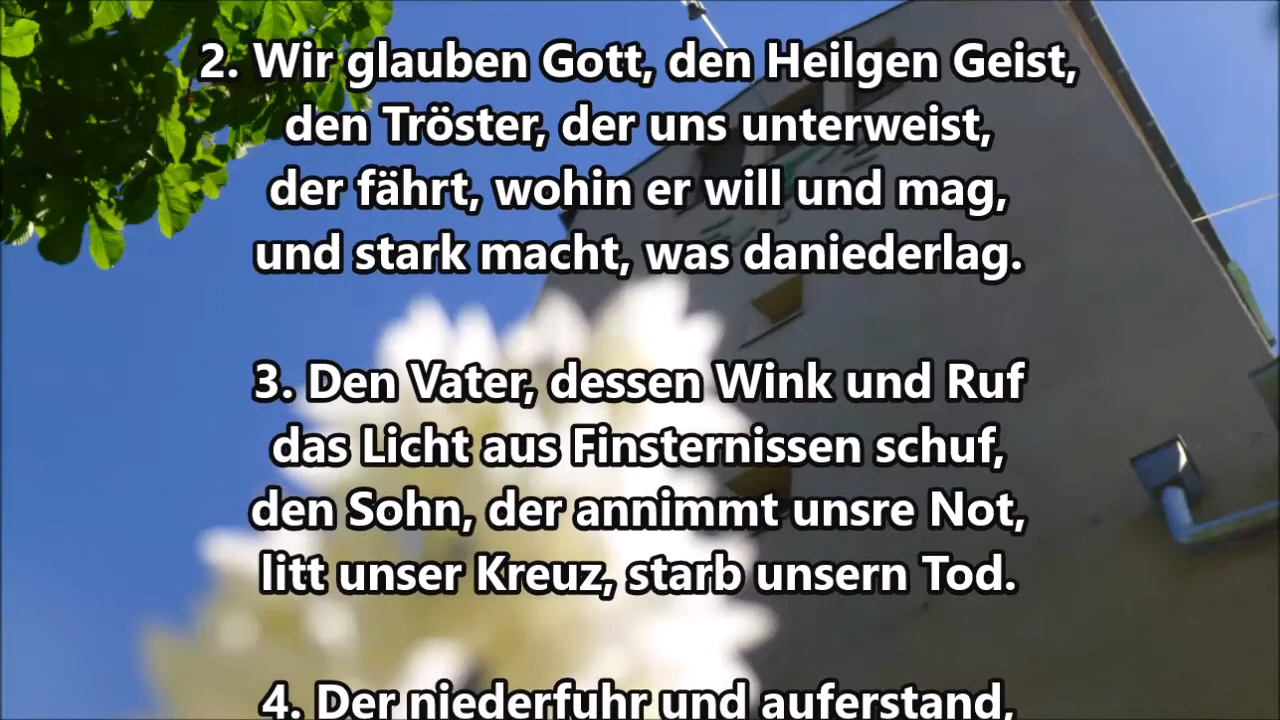 2. Wir glauben Gott, den Heilgen Geist,
den Tröster, der uns unterweist,
der fährt, wohin er will und mag,
und stark macht, was daniederlag.
3. Den Vater, dessen Wink und Ruf
das Licht aus Finsternissen schuf,
den Sohn, der annimmt unsre Not,
litt unser Kreuz, starb unsern Tod.
4. Der niederfuhr und auferstand,